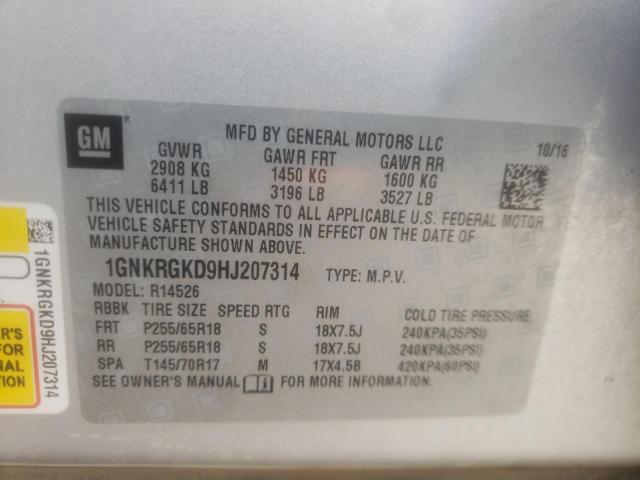 GM
MFD BY GENERAL MOTORS LLC
10/16
GVWR GAWR FRT GAWR RR
2908 KG 1450 KG 1600 KG
6411 LB 3196 LB 3527 LB
THIS VEHICLE CONFORMS TO ALL APPLICABLE U.S. FEDERAL MOTOR
VEHICLE SAFETY STANDARDS IN EFFECT ON THE DATE OF
MANUFACTURE SHOWN ABOVE.
1GNKRGKD9HJ207314 TYPE: M.P.V.
MODEL: R14526
RBBK TIRE SIZE SPEED RTG RIM COLD TIRE PRESSURE
FRT P255/65R18 S 18X7.5J 240KPA(35PSI)
RR P255/65R18 S 18X7.5J 240KPA(35PSI)
SPA T145/70R17 M 17X4.5B 420KPA(60PSI)
SEE OWNER'S MANUAL FOR MORE INFORMATION.
1GNKRGKD9HJ207314
R'S
FOR
NAL